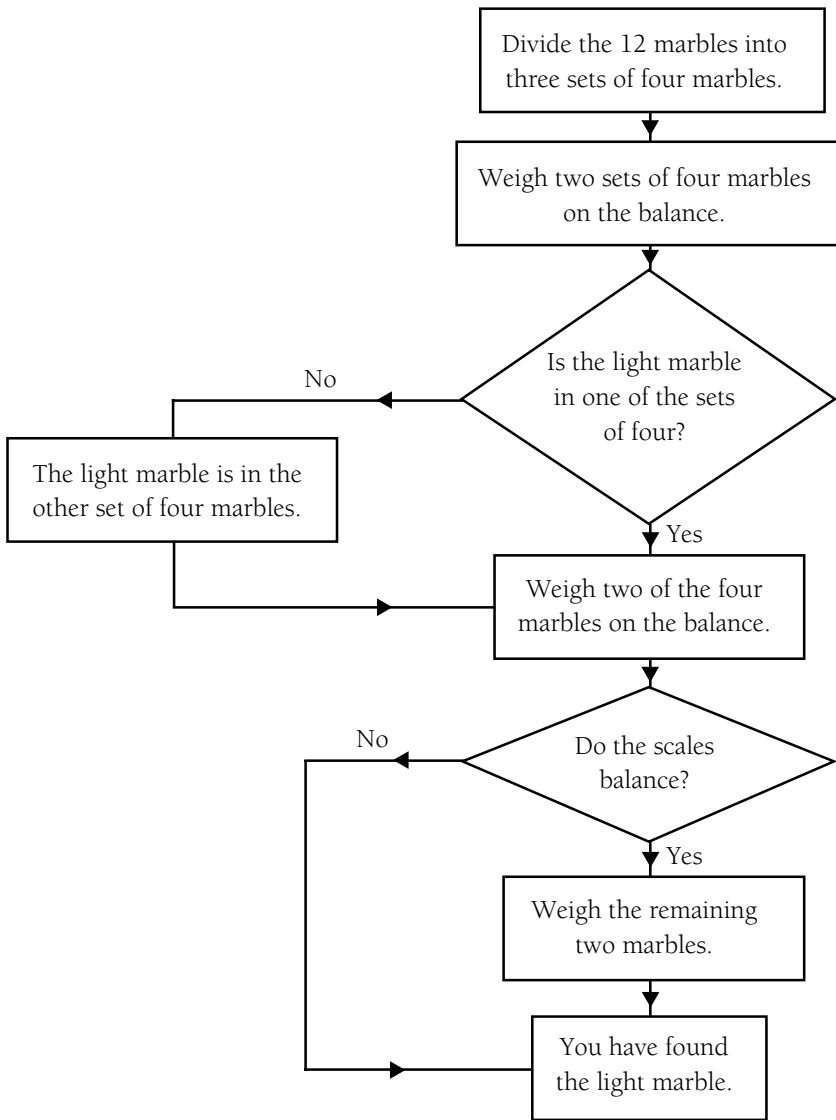 Divide the 12 marbles into
three sets of four marbles.
Weigh two sets of four marbles
on the balance.
Is the light marble
in one of the sets
of four?
No
The light marble is in the
other set of four marbles.
Yes
Weigh two of the four
marbles on the balance.
Do the scales
balance?
No
Yes
Weigh the remaining
two marbles.
You have found
the light marble.